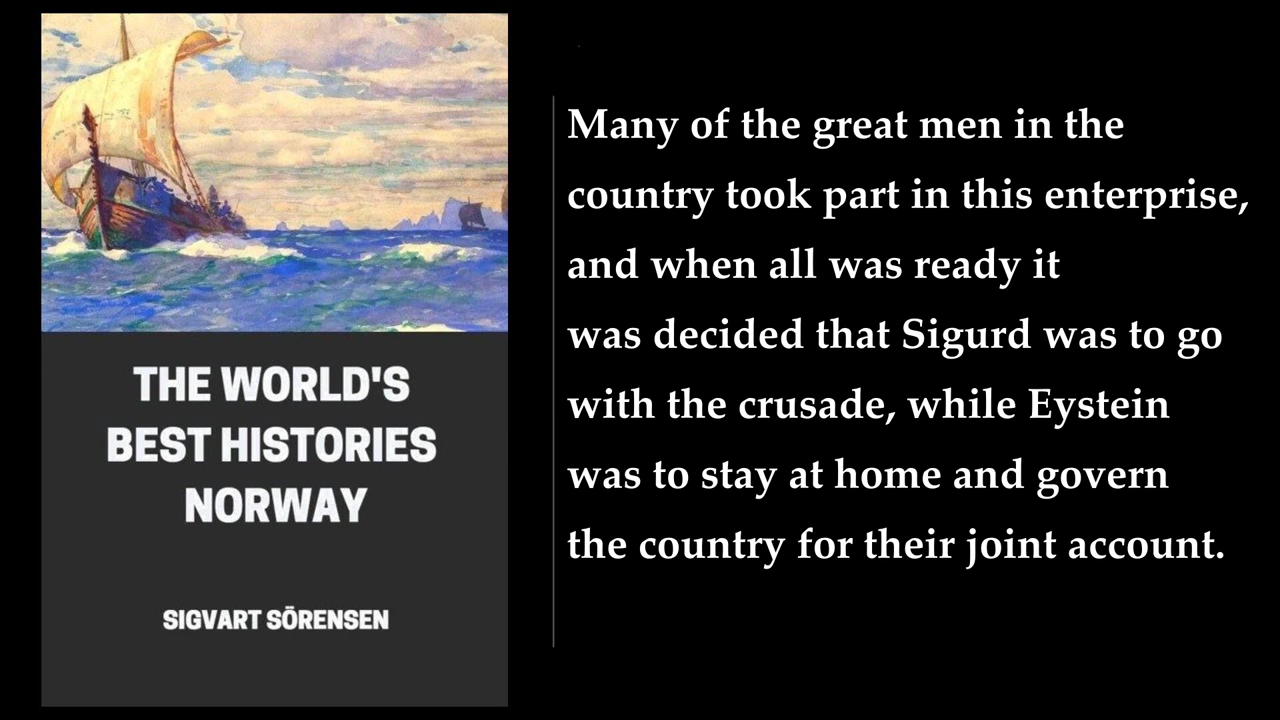 THE WORLD'S
BEST HISTORIES
NORWAY
SIGVART SÖRENSEN
Many of the great men in the
country took part in this enterprise,
and when all was ready it
was decided that Sigurd was to go
with the crusade, while Eystein
was to stay at home and govern
the country for their joint account.